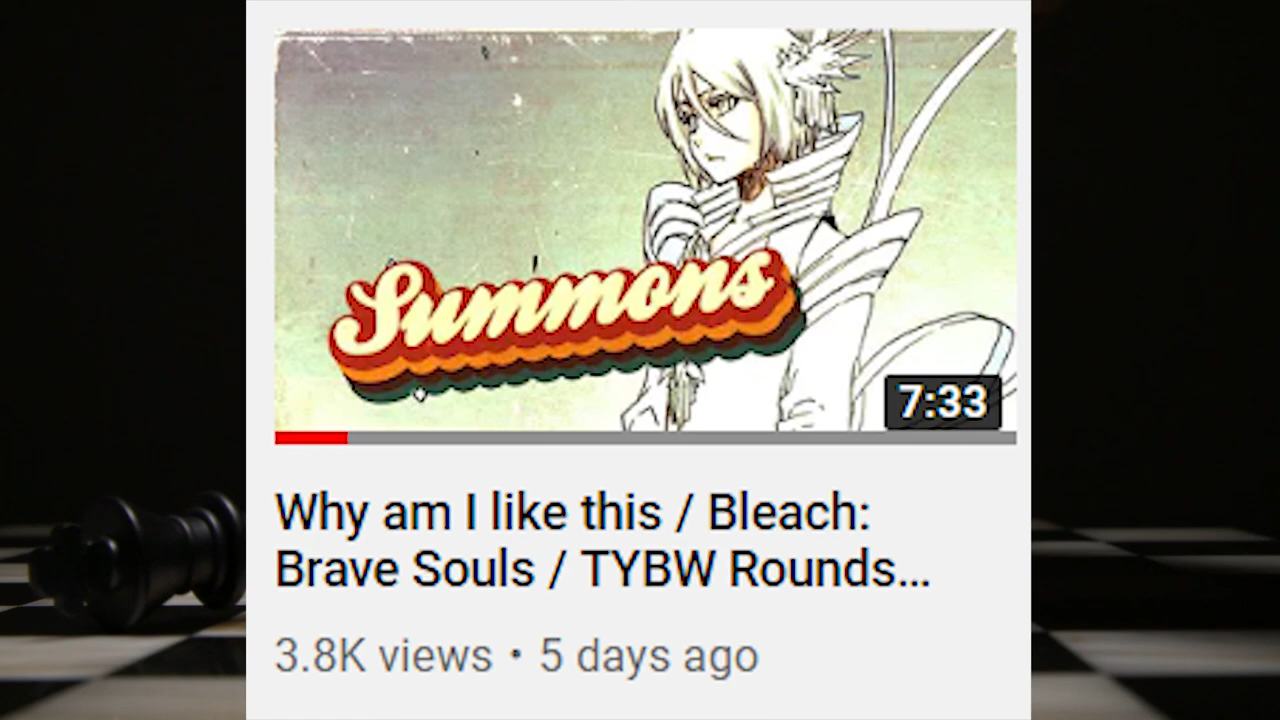 Summons
7:33
Why am I like this / Bleach:
Brave Souls / TYBW Rounds...
3.8K views • 5 days ago